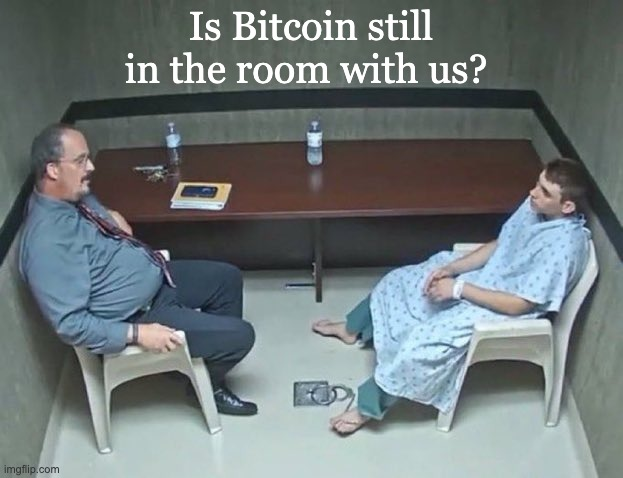 Is Bitcoin still
in the room with us?
imgflip.com